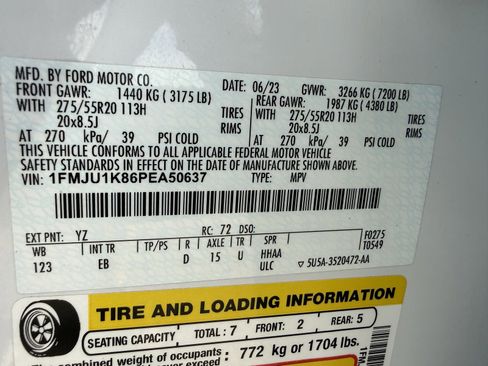 MFD. BY FORD MOTOR CO.
DATE: 06/23 GVWR: 3266 KG (7200 LB)
FRONT GAWR: 1440 KG (3175 LB) REAR GAWR: 1987 KG (4380 LB)
WITH 275/55R20 113H TIRES WITH 275/55R20 113H TIRES
20x8.5J RIMS 20x8.5J RIMS
AT 270 kPa/ 39 PSI COLD AT 270 kPa/ 39 PSI COLD
THIS VEHICLE CONFORMS TO ALL APPLICABLE FEDERAL MOTOR VEHICLE
SAFETY STANDARDS IN EFFECT ON THE DATE OF MANUFACTURE SHOWN ABOVE.
VIN: 1FMJU1K86PEA50637 TYPE: MPV
EXT PNT: YZ RC: 72 DSO: F0275
WB INT TR TP/PS R AXLE TR SPR T0549
123 EB D 15 U HHAA
ULC ▽ 5U5A-3520472-AA
TIRE AND LOADING INFORMATION
SEATING CAPACITY TOTAL: 7 FRONT: 2 REAR: 5
The combined weight of occupants
772 kg or 1704 lbs.